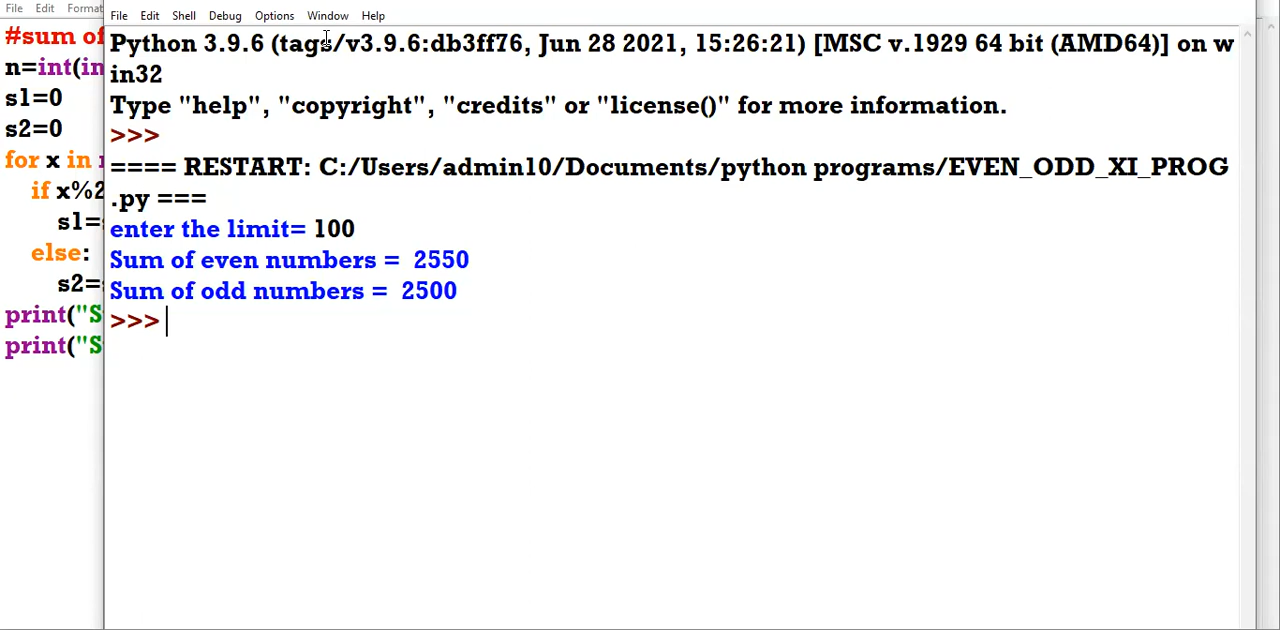 File Edit Format
#sum of
n=int(in
s1=0
s2=0
for x in
if x%2
s1=
else:
s2=
print("S
print("S
File Edit Shell Debug Options Window Help
Python 3.9.6 (tags/v3.9.6:db3ff76, Jun 28 2021, 15:26:21) [MSC v.1929 64 bit (AMD64)] on w
in32
Type "help", "copyright", "credits" or "license()" for more information.
>>>
==== RESTART: C:/Users/admin10/Documents/python programs/EVEN_ODD_XI_PROG
.py ===
enter the limit= 100
Sum of even numbers =  2550
Sum of odd numbers =  2500
>>>